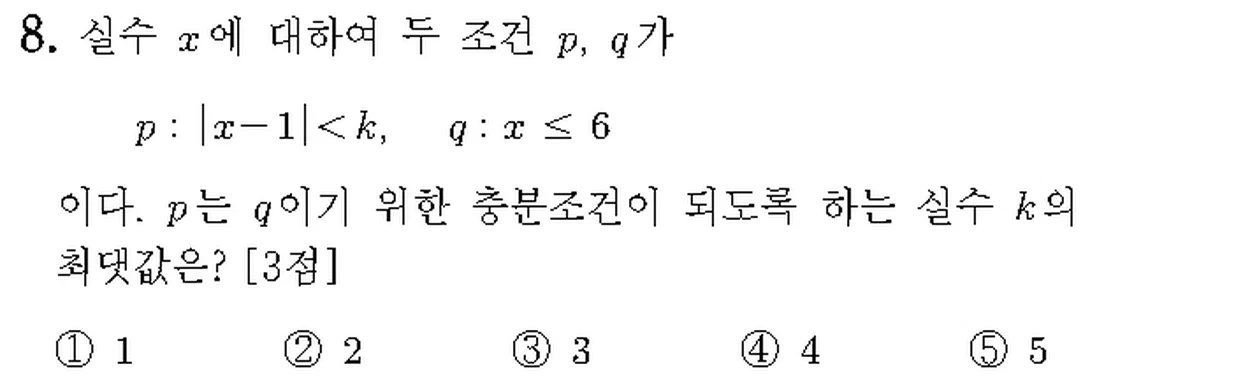 8. 실수 x에 대하여 두 조건 p, q가
p : |x-1| < k, q : x ≤ 6
이다. p는 q이기 위한 충분조건이 되도록 하는 실수 k의
최댓값은? [3점]
① 1 ② 2 ③ 3 ④ 4 ⑤ 5